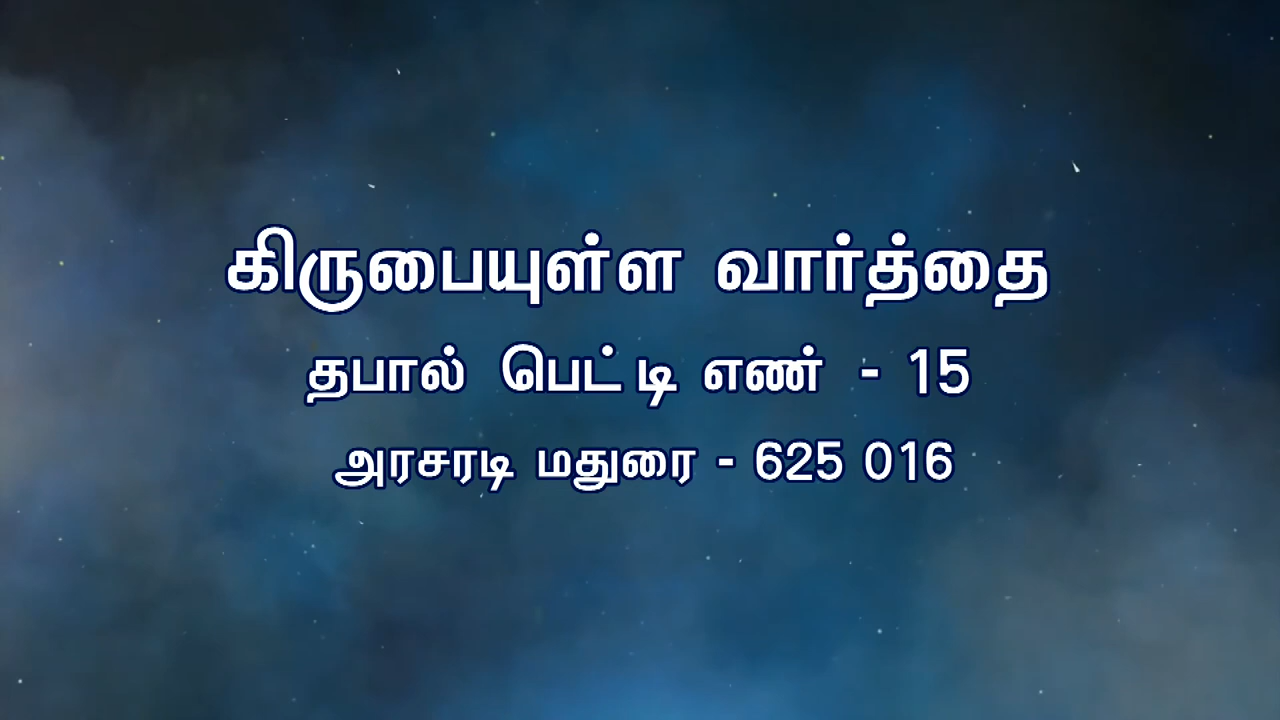 கிருபையுள்ள வார்த்தை
தபால் பெட்டி எண் - 15
அரசரடி மதுரை - 625 016